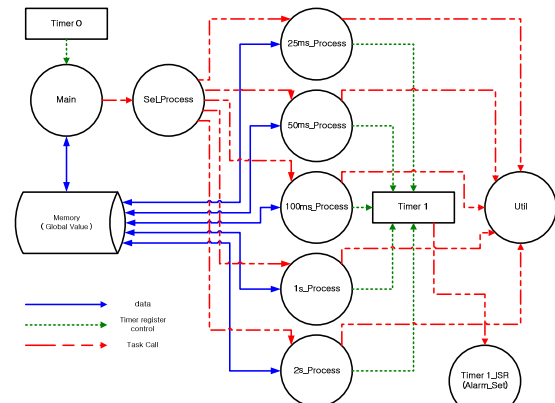 Timer 0
25ms_Process
Main
Sel_Process
50ms_Process
Memory
( Global Value )
100ms_Process
Timer 1
Util
1s_Process
data
Timer register
control
Task Call
2s_Process
Timer 1_ISR
(Alarm_Set)